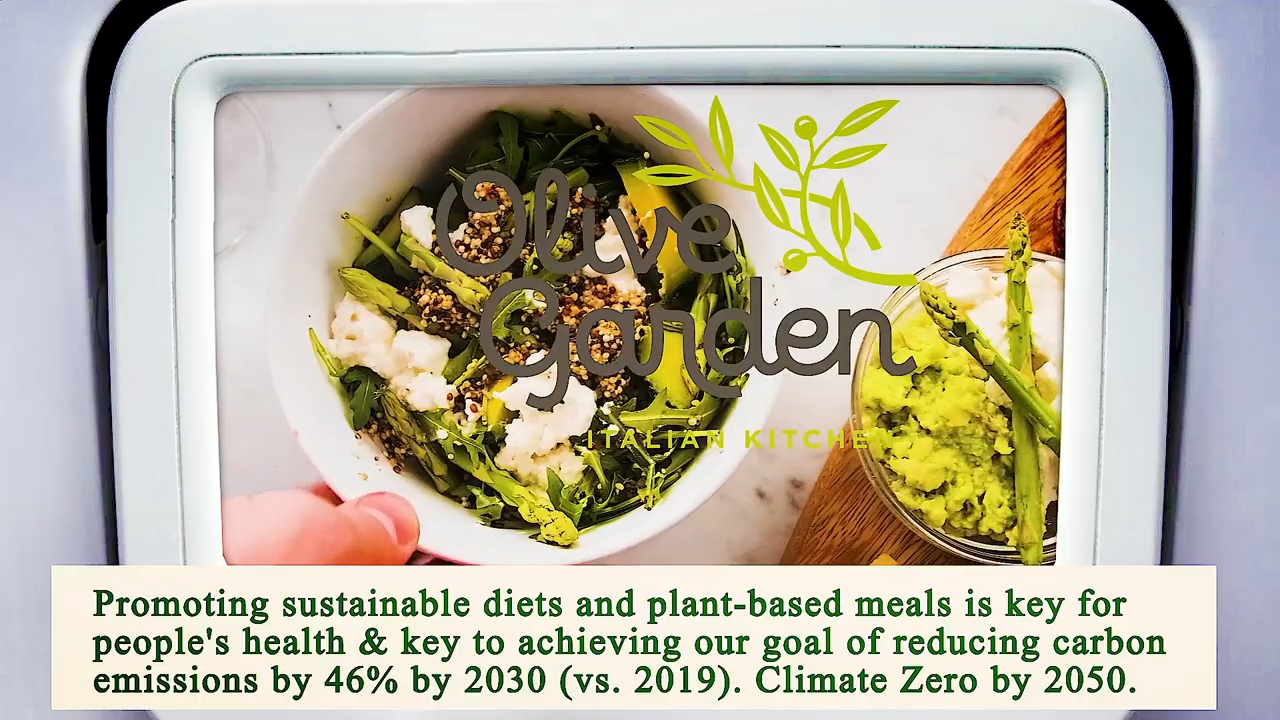 Olive
Garden
ITALIAN KITCHEN
Promoting sustainable diets and plant-based meals is key for
people's health & key to achieving our goal of reducing carbon
emissions by 46% by 2030 (vs. 2019). Climate Zero by 2050.